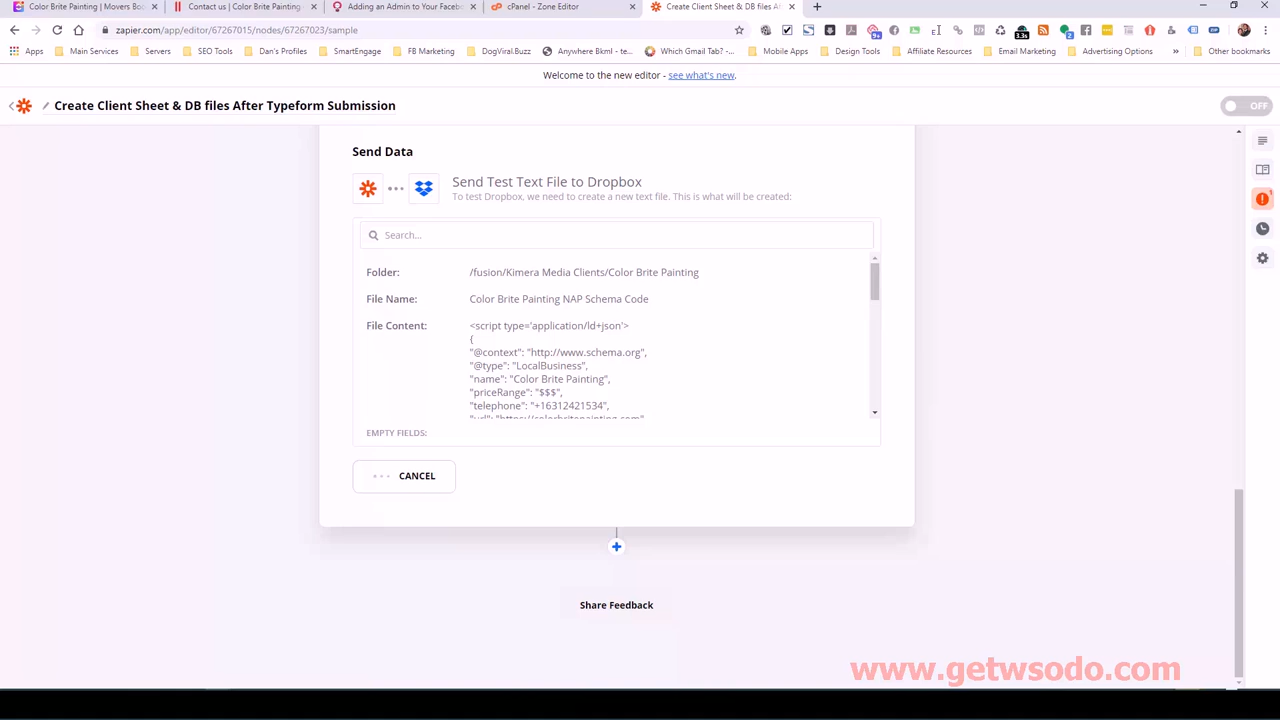 Color Brite Painting | Movers Boo
Contact us | Color Brite Painting
Adding an Admin to Your Facebo
cPanel - Zone Editor
Create Client Sheet & DB files Af
zapier.com/app/editor/67267015/nodes/67267023/sample
Apps
Main Services
Servers
SEO Tools
Dan's Profiles
SmartEngage
FB Marketing
DogViral.Buzz
Anywhere Bkml - te...
Which Gmail Tab? -...
Mobile Apps
Design Tools
Affiliate Resources
Email Marketing
Advertising Options
»
Other bookmarks
Welcome to the new editor - see what's new.
Create Client Sheet & DB files After Typeform Submission
OFF
Send Data
Send Test Text File to Dropbox
To test Dropbox, we need to create a new text file. This is what will be created:
Search...
Folder:
/fusion/Kimera Media Clients/Color Brite Painting
File Name:
Color Brite Painting NAP Schema Code
File Content:
<script type='application/ld+json'>
{
"@context": "http://www.schema.org",
"@type": "LocalBusiness",
"name": "Color Brite Painting",
"priceRange": "$$$",
"telephone": "+16312421534",
"url": "https://colorbritepainting.com"
EMPTY FIELDS:
CANCEL
Share Feedback
www.getwsodo.com